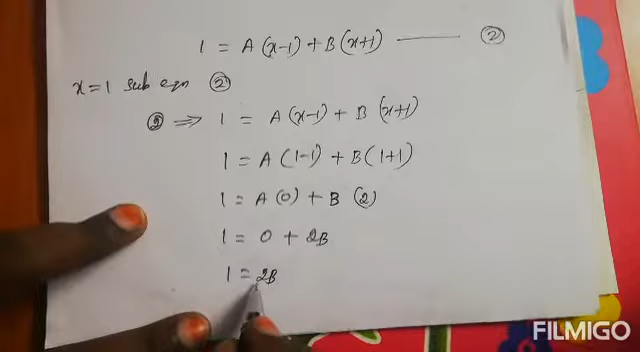 1 = A (x-1) + B (x+1) —— ②
x=1 sub eqn ②
② ⇒ 1 = A (x-1) + B (x+1)
1 = A (1-1) + B (1+1)
1 = A (0) + B (2)
1 = 0 + 2B
1 = 2B
FILMIGO